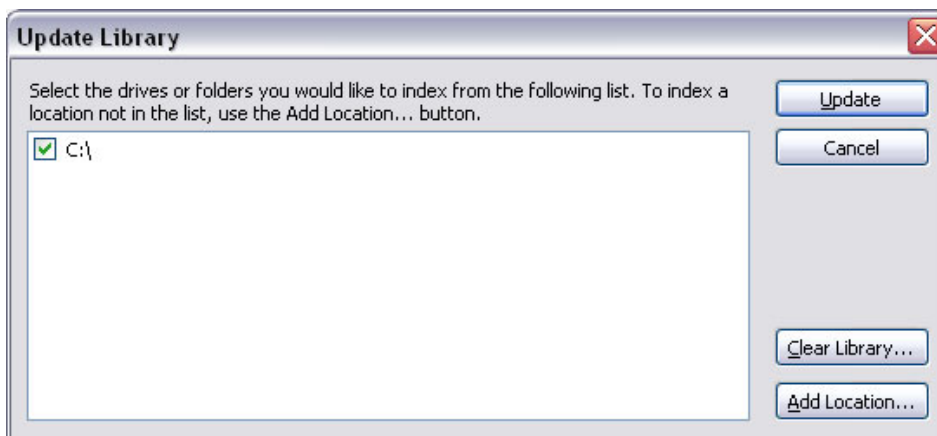 Update Library
Select the drives or folders you would like to index from the following list. To index a
location not in the list, use the Add Location... button.
C:\
Update
Cancel
Clear Library...
Add Location...